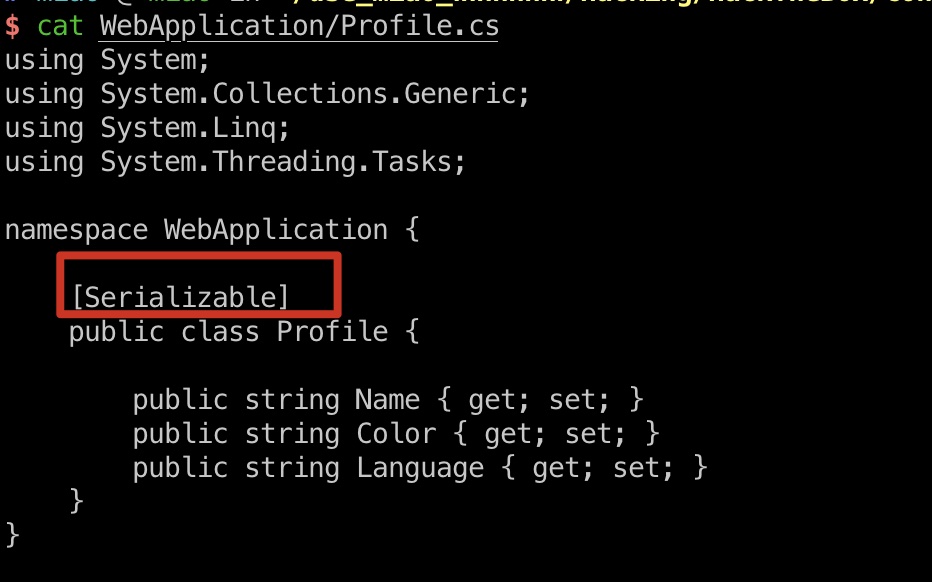 $ cat WebApplication/Profile.cs
using System;
using System.Collections.Generic;
using System.Linq;
using System.Threading.Tasks;
namespace WebApplication {
[Serializable]
public class Profile {
public string Name { get; set; }
public string Color { get; set; }
public string Language { get; set; }
}
}